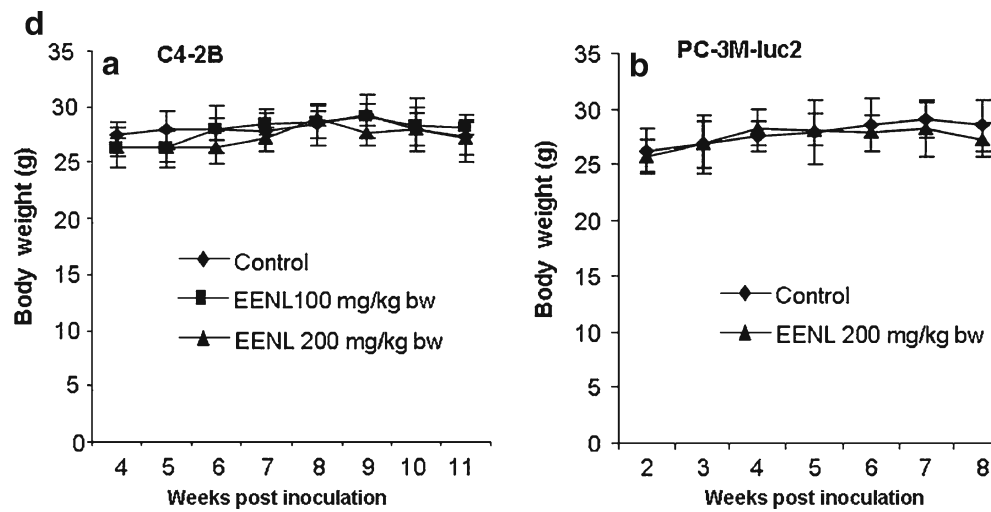 d
a
C4-2B
35
30
25
20
15
10
5
0
Body weight (g)
Control
EENL100 mg/kg bw
EENL 200 mg/kg bw
4 5 6 7 8 9 10 11
Weeks post inoculation
b
PC-3M-luc2
35
30
25
20
15
10
5
0
Body weight (g)
Control
EENL 200 mg/kg bw
2 3 4 5 6 7 8
Weeks post inoculation